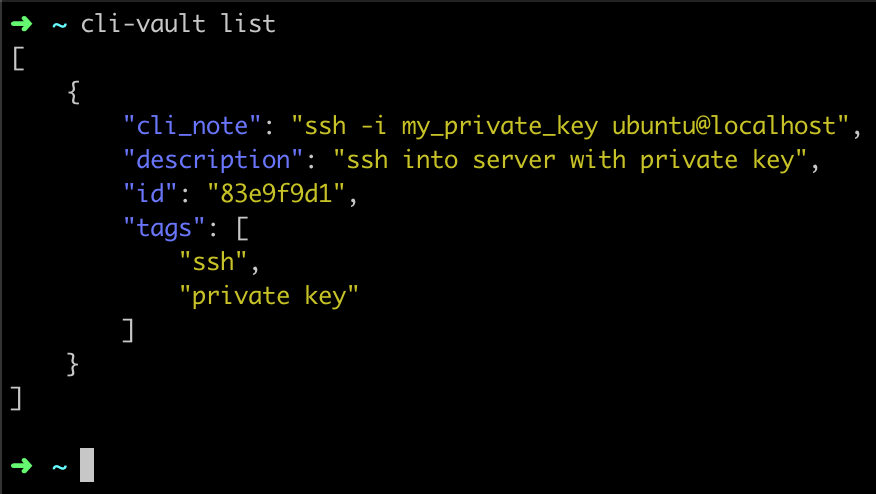 ➜ ~ cli-vault list
[
    {
        "cli_note": "ssh -i my_private_key ubuntu@localhost",
        "description": "ssh into server with private key",
        "id": "83e9f9d1",
        "tags": [
            "ssh",
            "private key"
        ]
    }
]
➜ ~